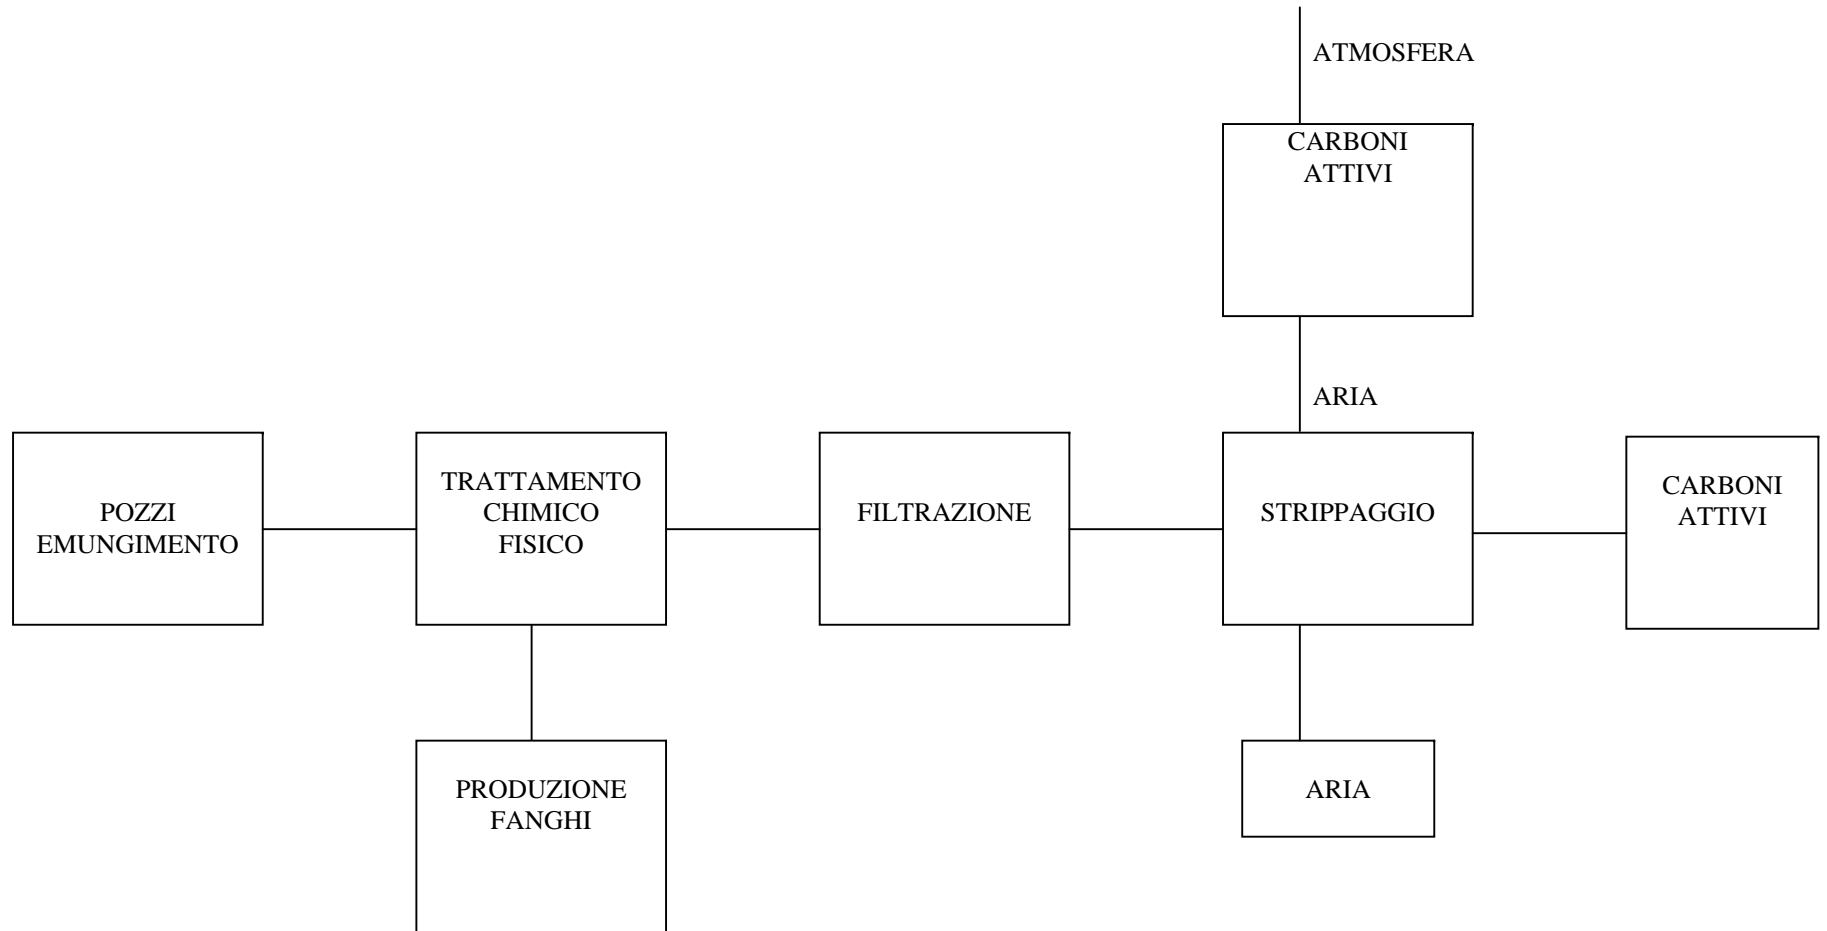 ATMOSFERA
CARBONI
ATTIVI
ARIA
POZZI
EMUNGIMENTO
TRATTAMENTO
CHIMICO
FISICO
FILTRAZIONE
STRIPPAGGIO
CARBONI
ATTIVI
PRODUZIONE
FANGHI
ARIA